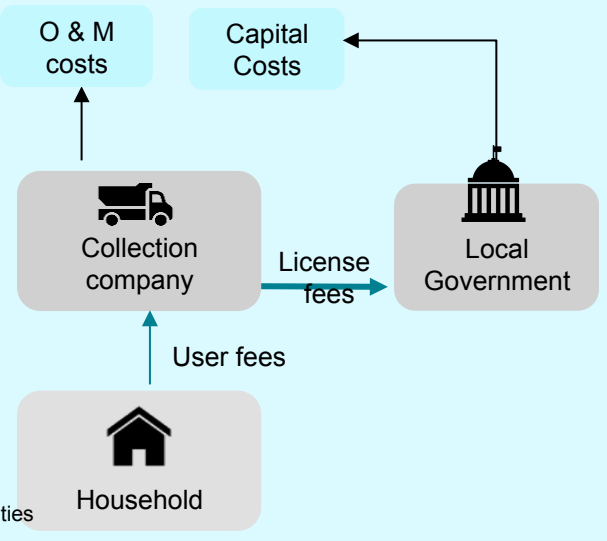 O & M
costs
Capital
Costs
Collection
company
License
fees
Local
Government
User fees
Household
ties